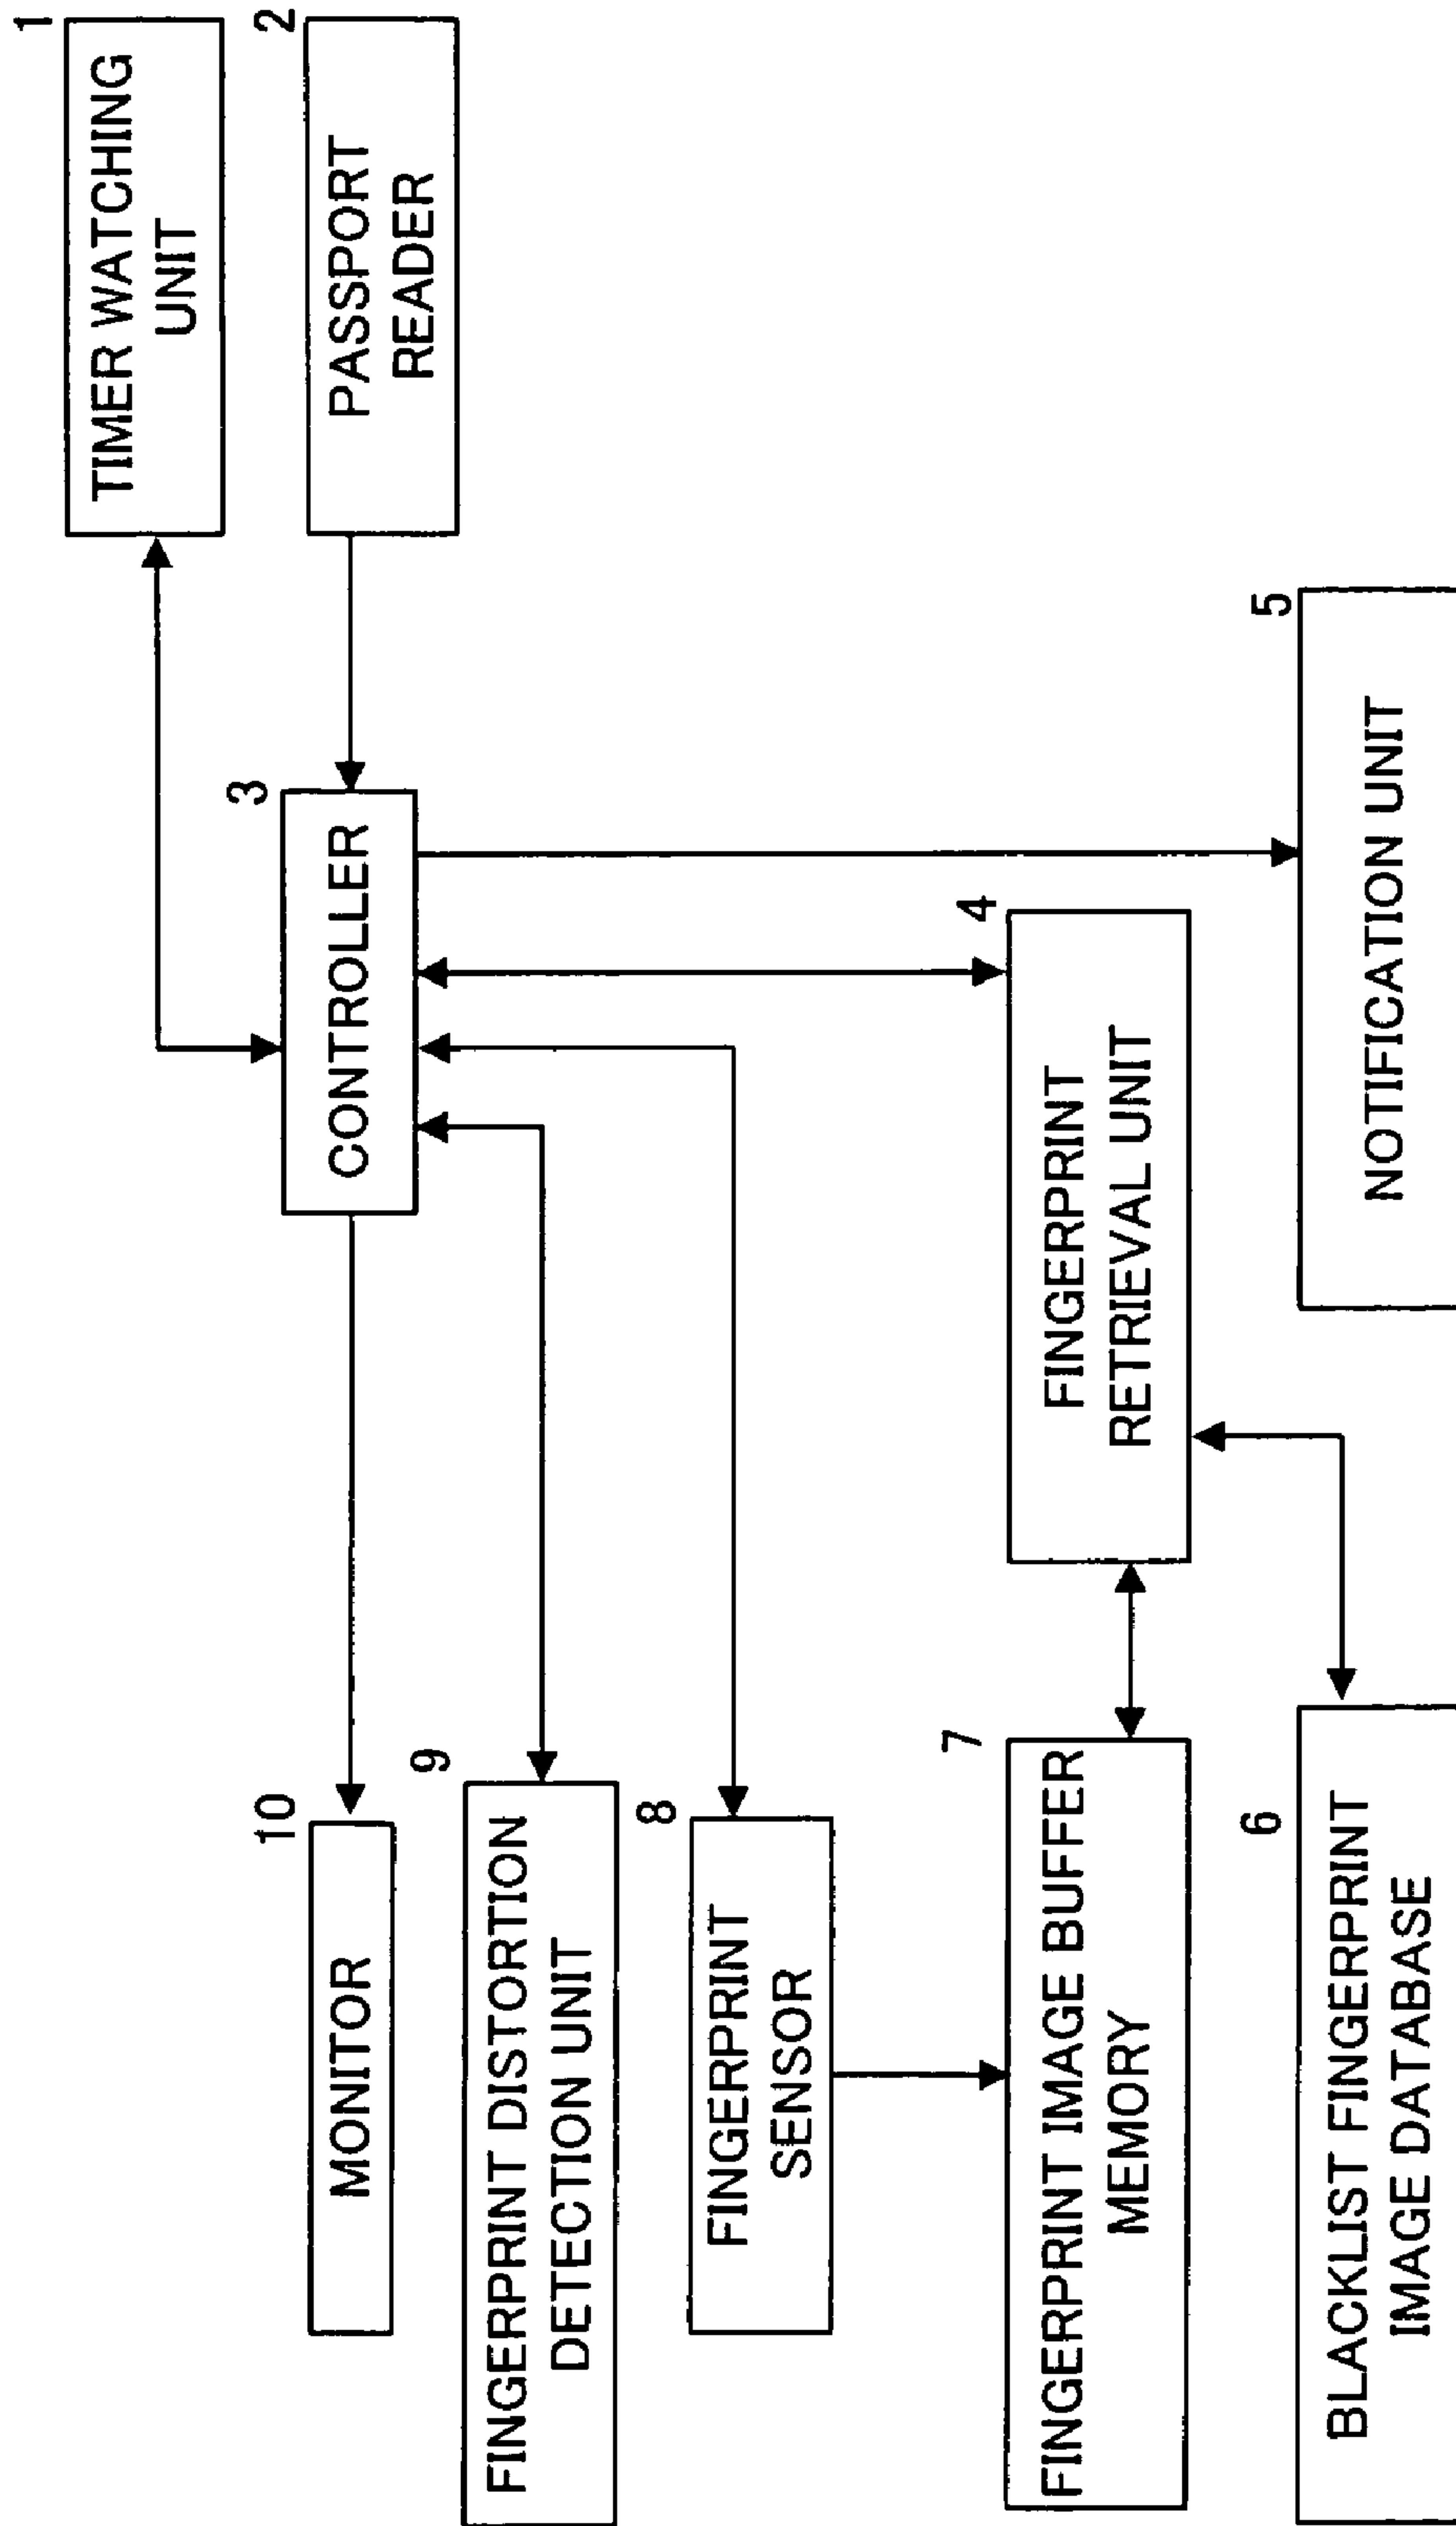 1
TIMER WATCHING
UNIT
10
MONITOR
3
CONTROLLER
2
PASSPORT
READER
9
FINGERPRINT DISTORTION
DETECTION UNIT
8
FINGERPRINT
SENSOR
7
FINGERPRINT IMAGE BUFFER
MEMORY
4
FINGERPRINT
RETRIEVAL UNIT
6
BLACKLIST FINGERPRINT
IMAGE DATABASE
5
NOTIFICATION UNIT